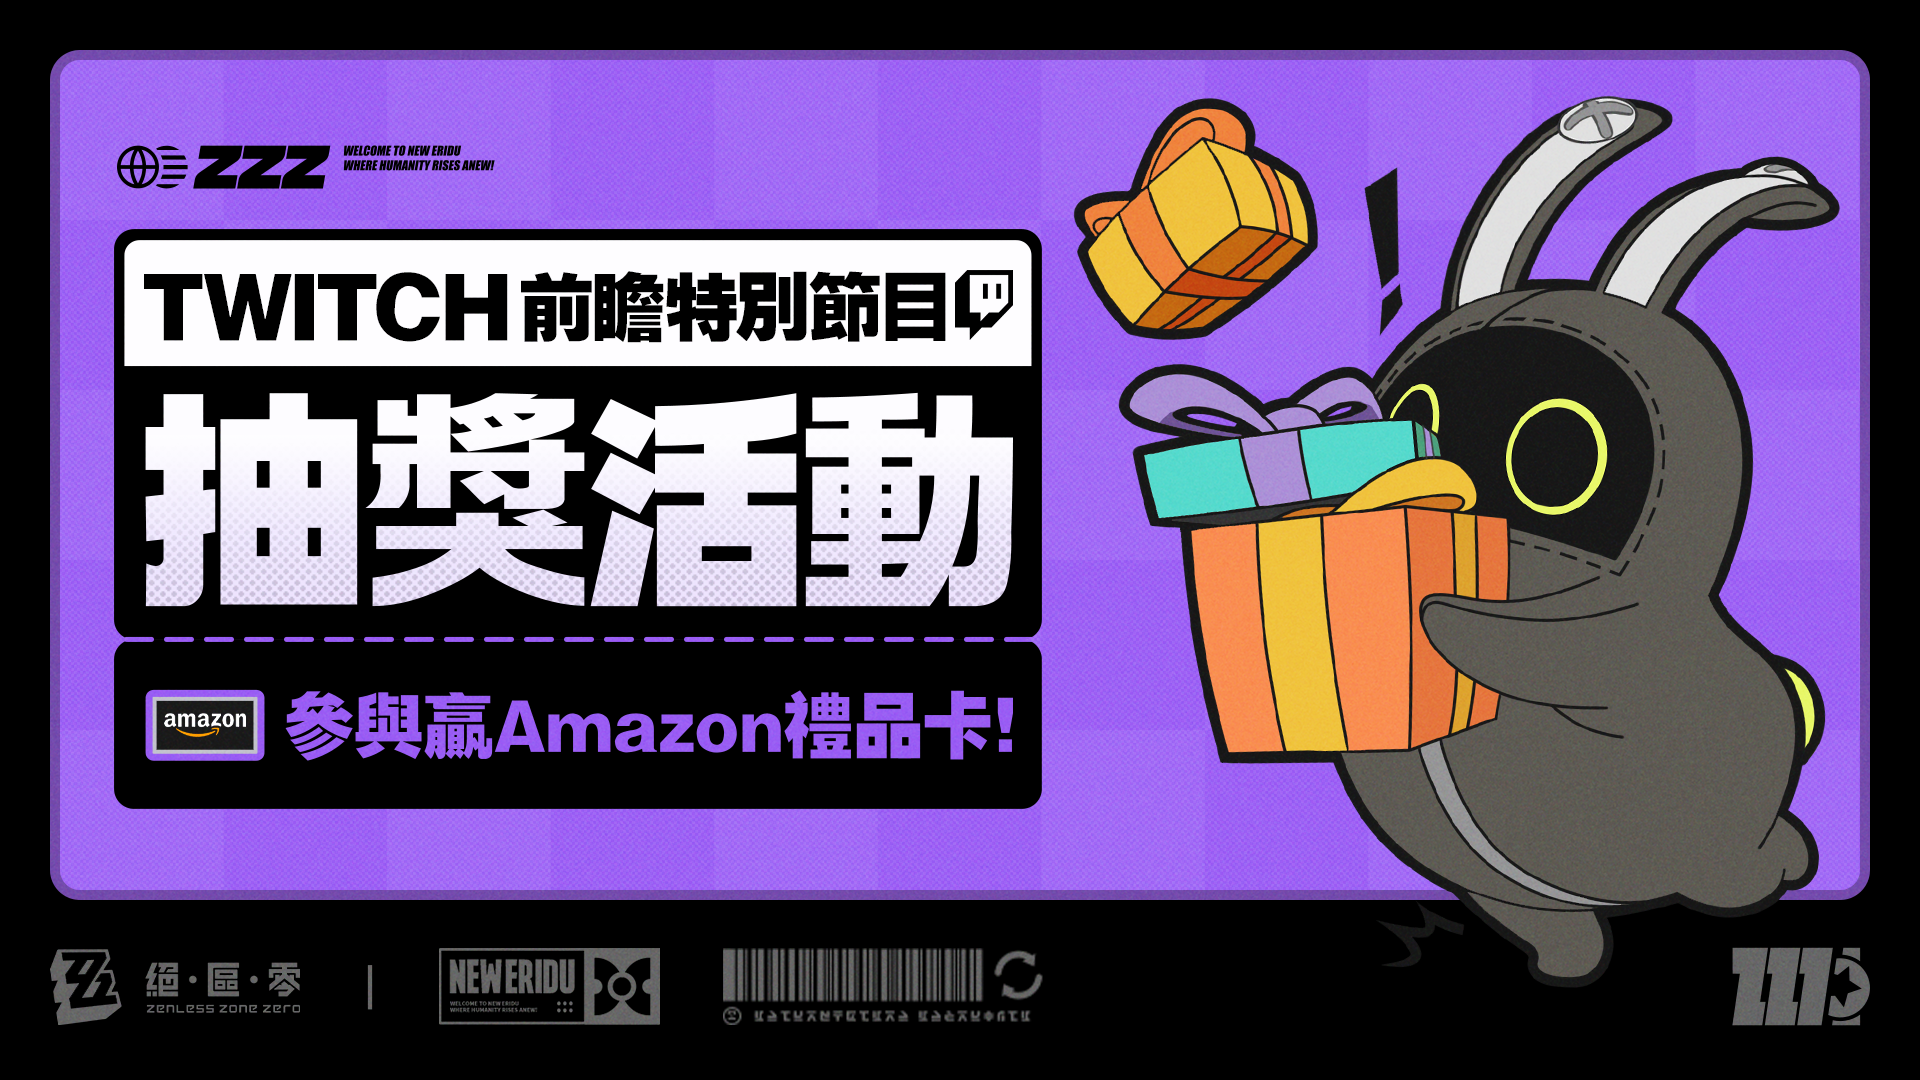 ZZZ
WELCOME TO NEW ERIDU
WHERE HUMANITY RISES ANEW!
TWITCH前瞻特別節目
抽獎活動
amazon
參與贏Amazon禮品卡!
絕·區·零
ZENLESS ZONE ZERO
NEW ERIDU
WELCOME TO NEW ERIDU
WHERE HUMANITY RISES ANEW!